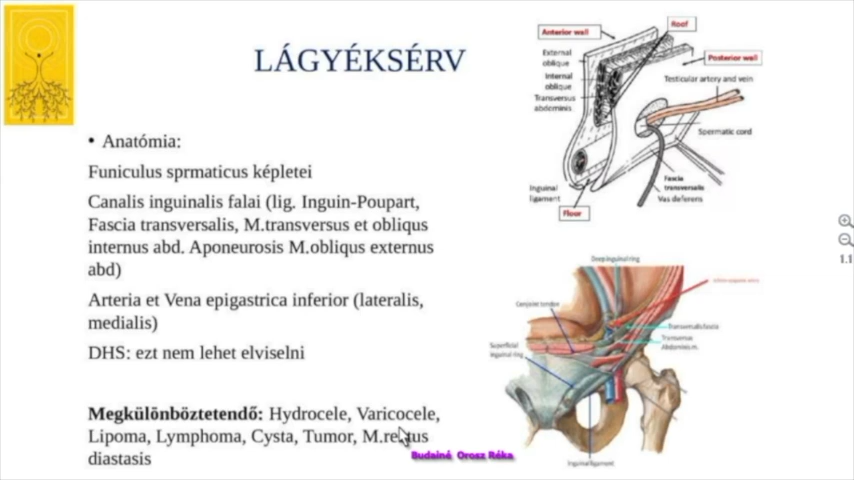 LÁGYÉKSÉRV
• Anatómia:
Funiculus sprmaticus képletei
Canalis inguinalis falai (lig. Inguin-Poupart,
Fascia transversalis, M.transversus et obliqus
internus abd. Aponeurosis M.obliqus externus
abd)
Arteria et Vena epigastrica inferior (lateralis,
medialis)
DHS: ezt nem lehet elviselni
Megkülönböztetendő: Hydrocele, Varicocele,
Lipoma, Lymphoma, Cysta, Tumor, M.rectus
diastasis
Budainé Orosz Réka
Roof
Anterior wall
Posterior wall
External
oblique
Internal
oblique
Transversus
abdominis
Testicular artery and vein
Spermatic cord
Fascia
transversalis
Vas deferens
Inguinal
ligament
Floor
Deep inguinal ring
Conjoint tendon
Transversalis fascia
Transversus
Abdominis m.
Superficial
inguinal ring
Inguinal ligament
1.1